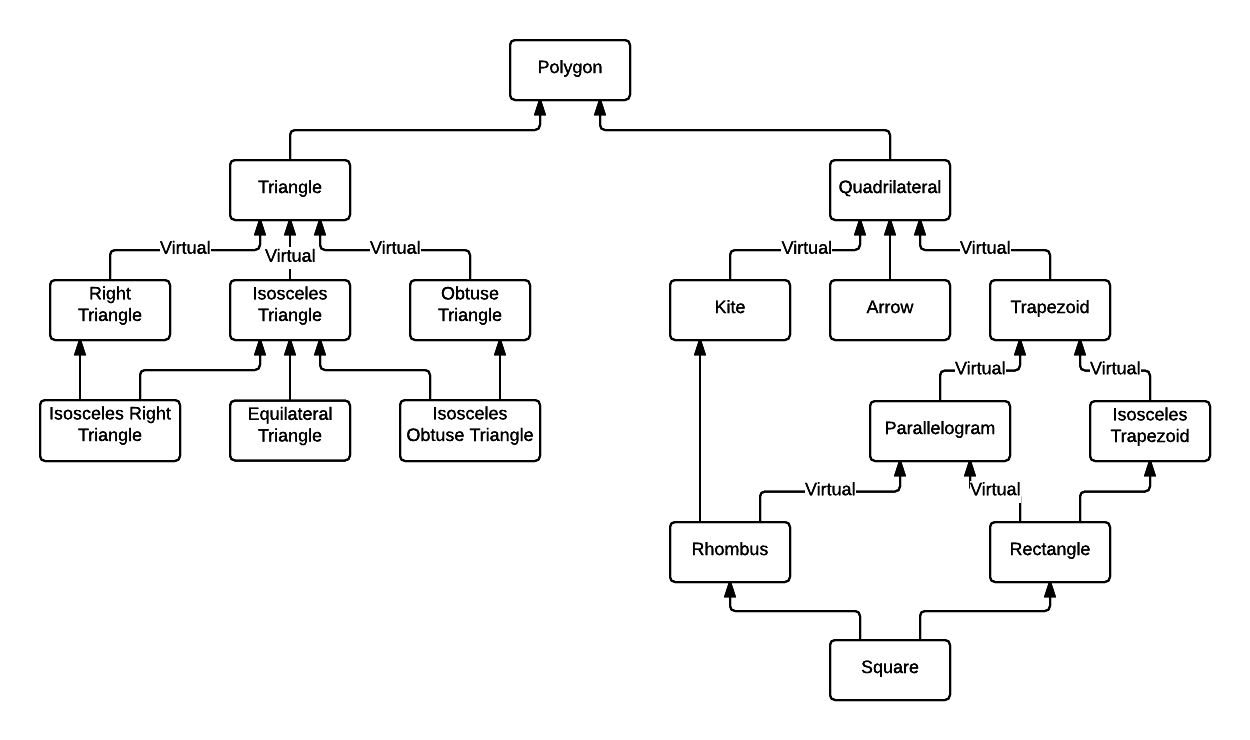 Polygon
Triangle
Quadrilateral
Virtual
Virtual
Virtual
Virtual
Virtual
Right
Triangle
Isosceles
Triangle
Obtuse
Triangle
Kite
Arrow
Trapezoid
Virtual
Virtual
Isosceles Right
Triangle
Equilateral
Triangle
Isosceles
Obtuse Triangle
Parallelogram
Isosceles
Trapezoid
Virtual
Virtual
Rhombus
Rectangle
Square